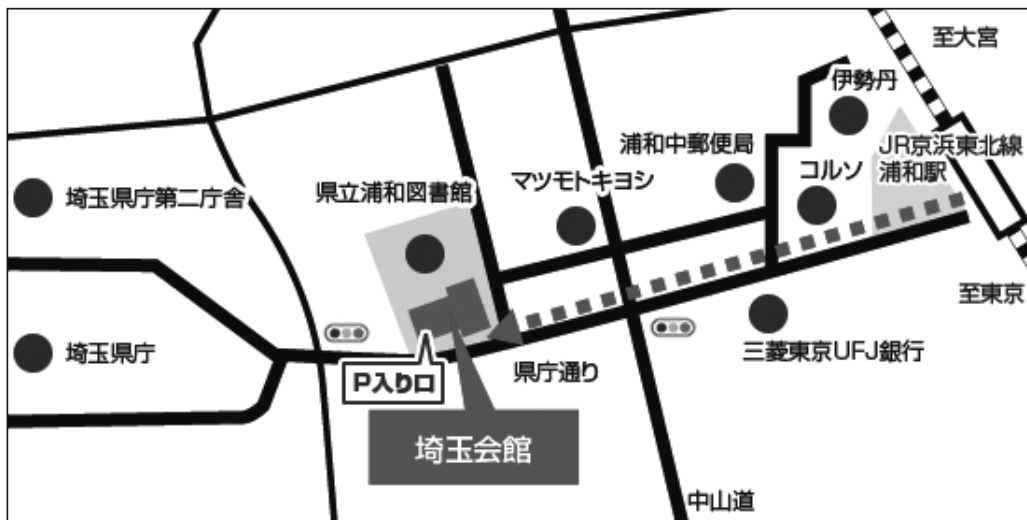 至大宮
伊勢丹
JR京浜東北線
浦和駅
浦和中郵便局
コルソ
マツモトキヨシ
県立浦和図書館
埼玉県庁第二庁舎
至東京
埼玉県庁
三菱東京UFJ銀行
県庁通り
P入り口
埼玉会館
中山道